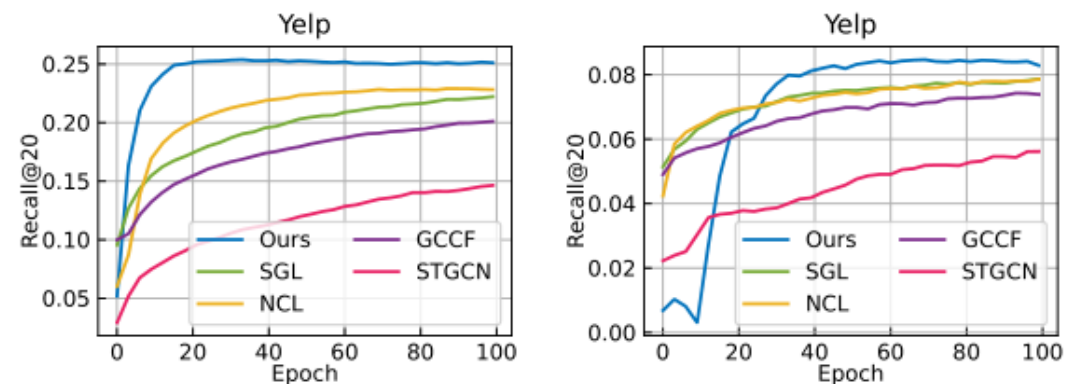 Yelp
Recall@20
0.25
0.20
0.15
0.10
0.05
Ours
GCCF
SGL
STGCN
NCL
0 20 40 60 80 100
Epoch
Yelp
Recall@20
0.08
0.06
0.04
0.02
0.00
Ours
GCCF
SGL
STGCN
NCL
0 20 40 60 80 100
Epoch